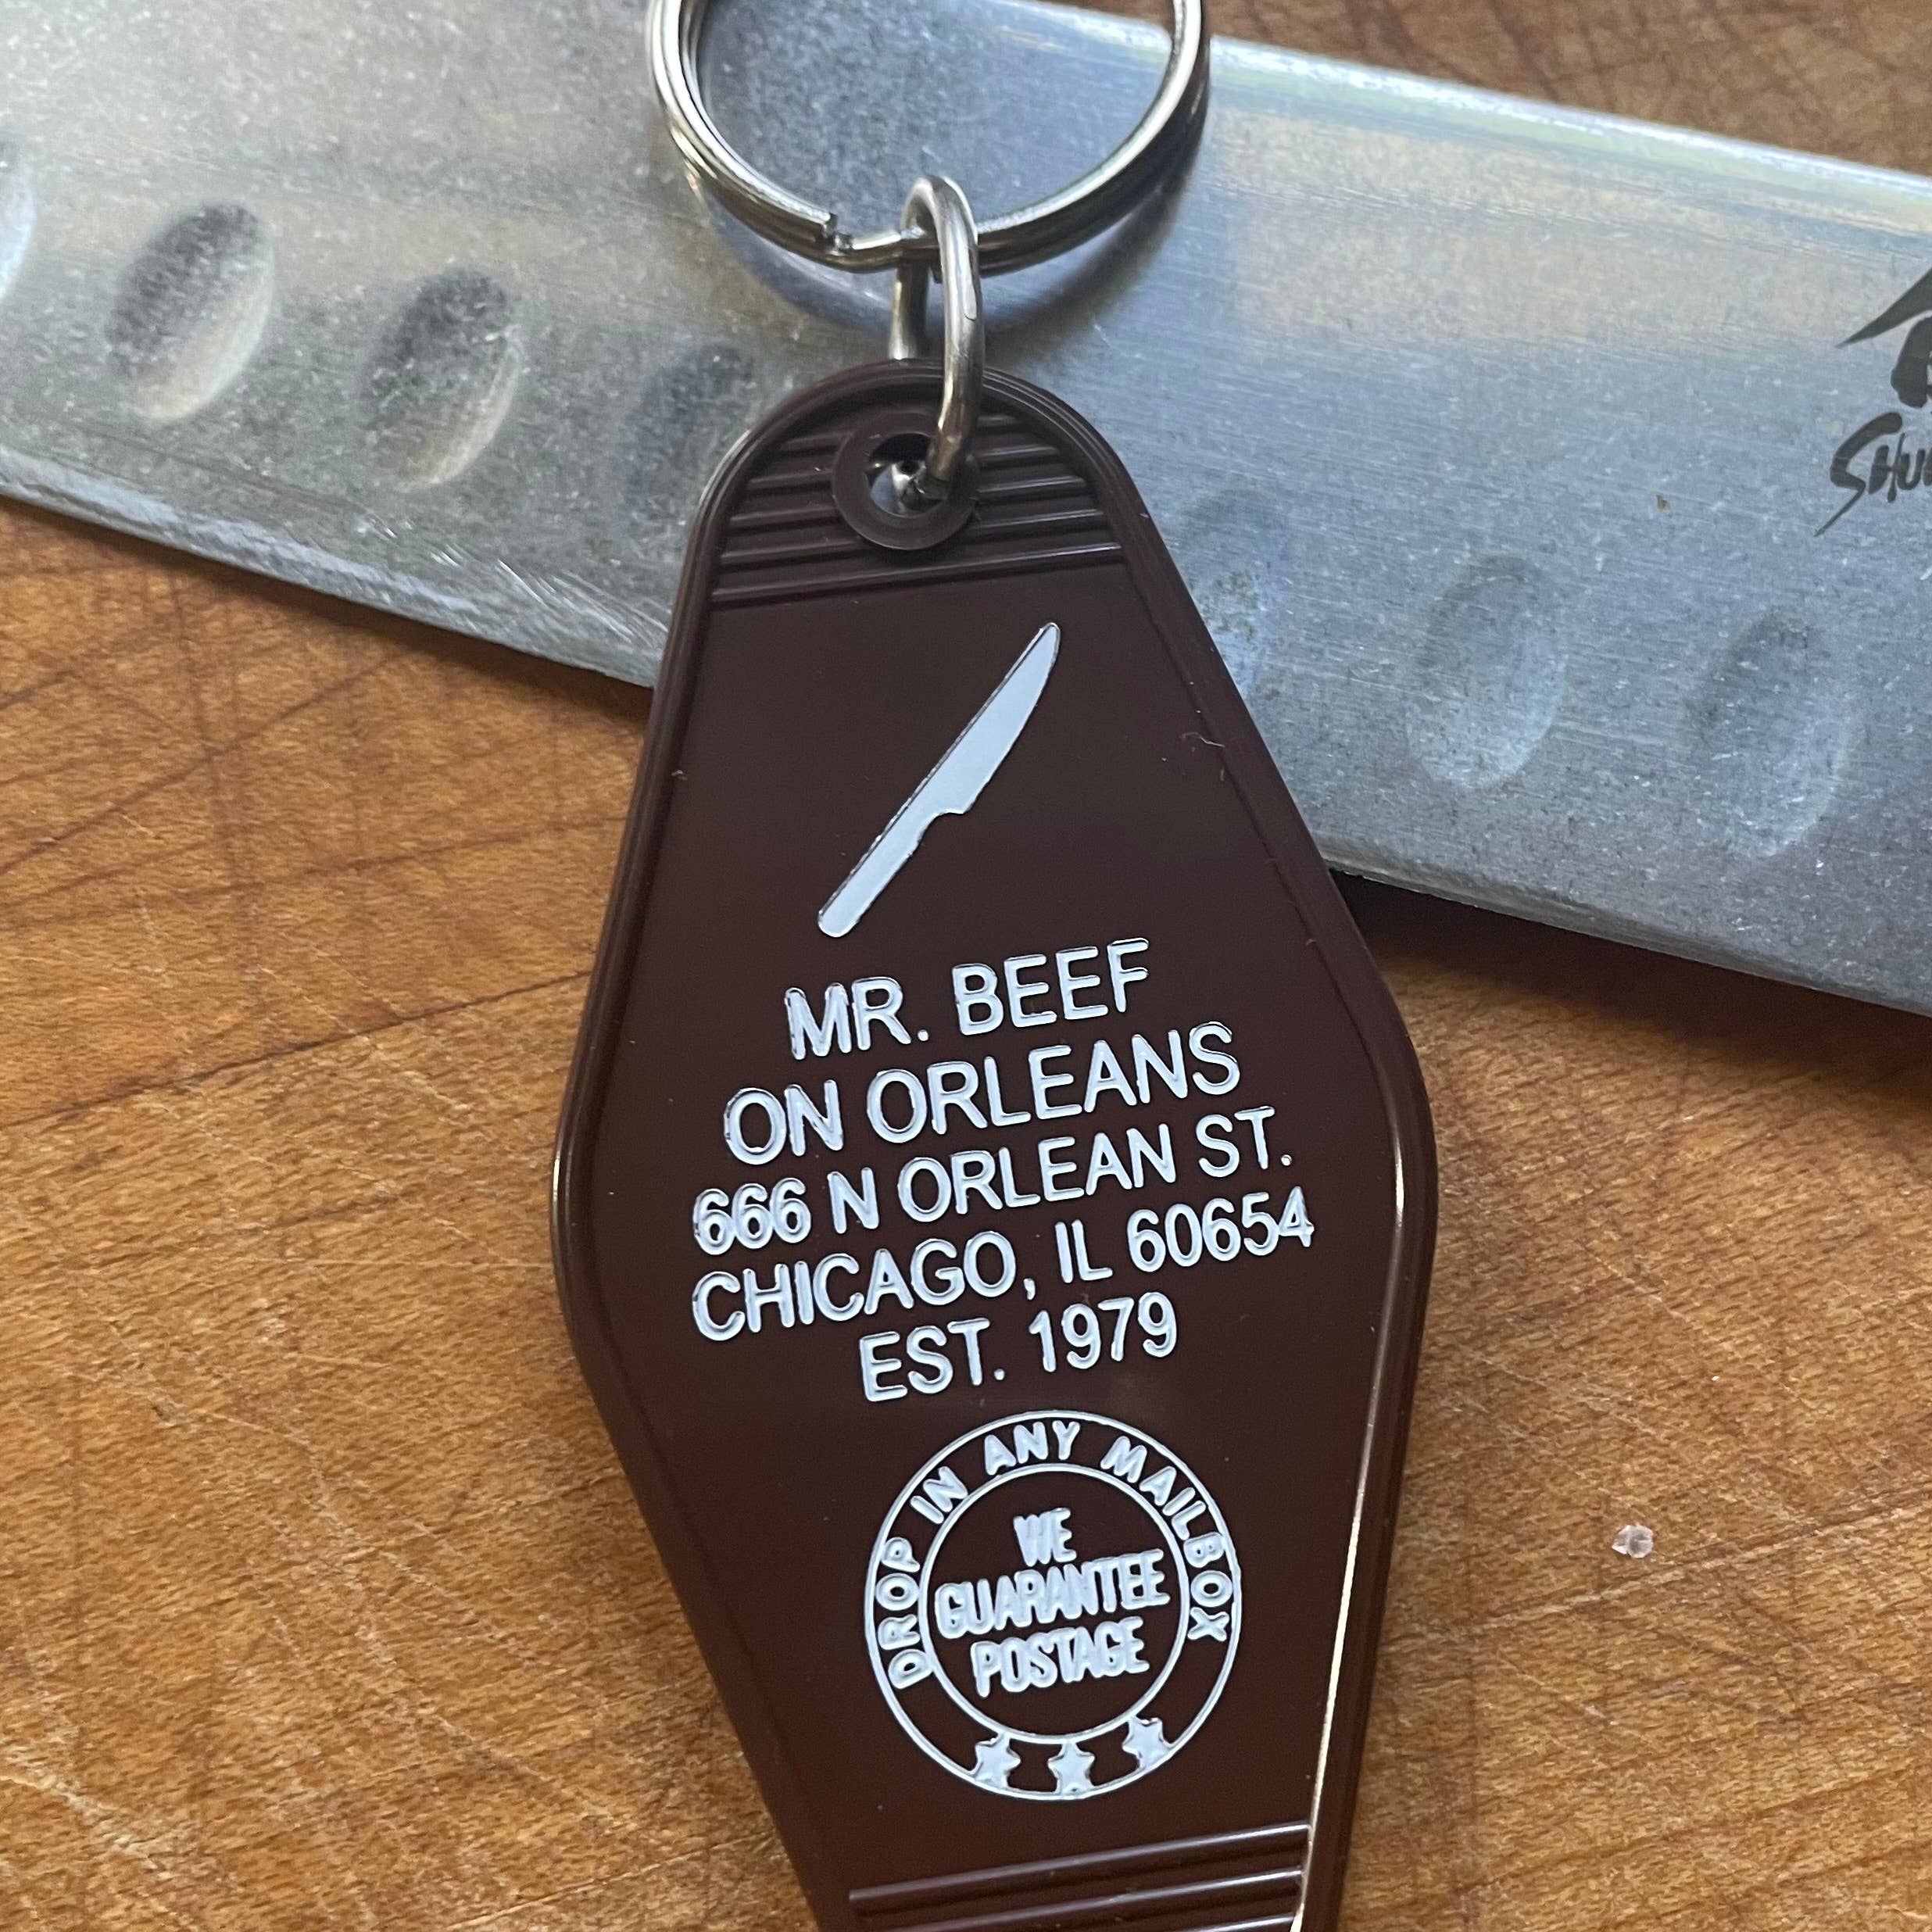 MR. BEEF
ON ORLEANS
666 N ORLEAN ST.
CHICAGO, IL 60654
EST. 1979
DROP IN ANY MAILBOX
WE
GUARANTEE
POSTAGE